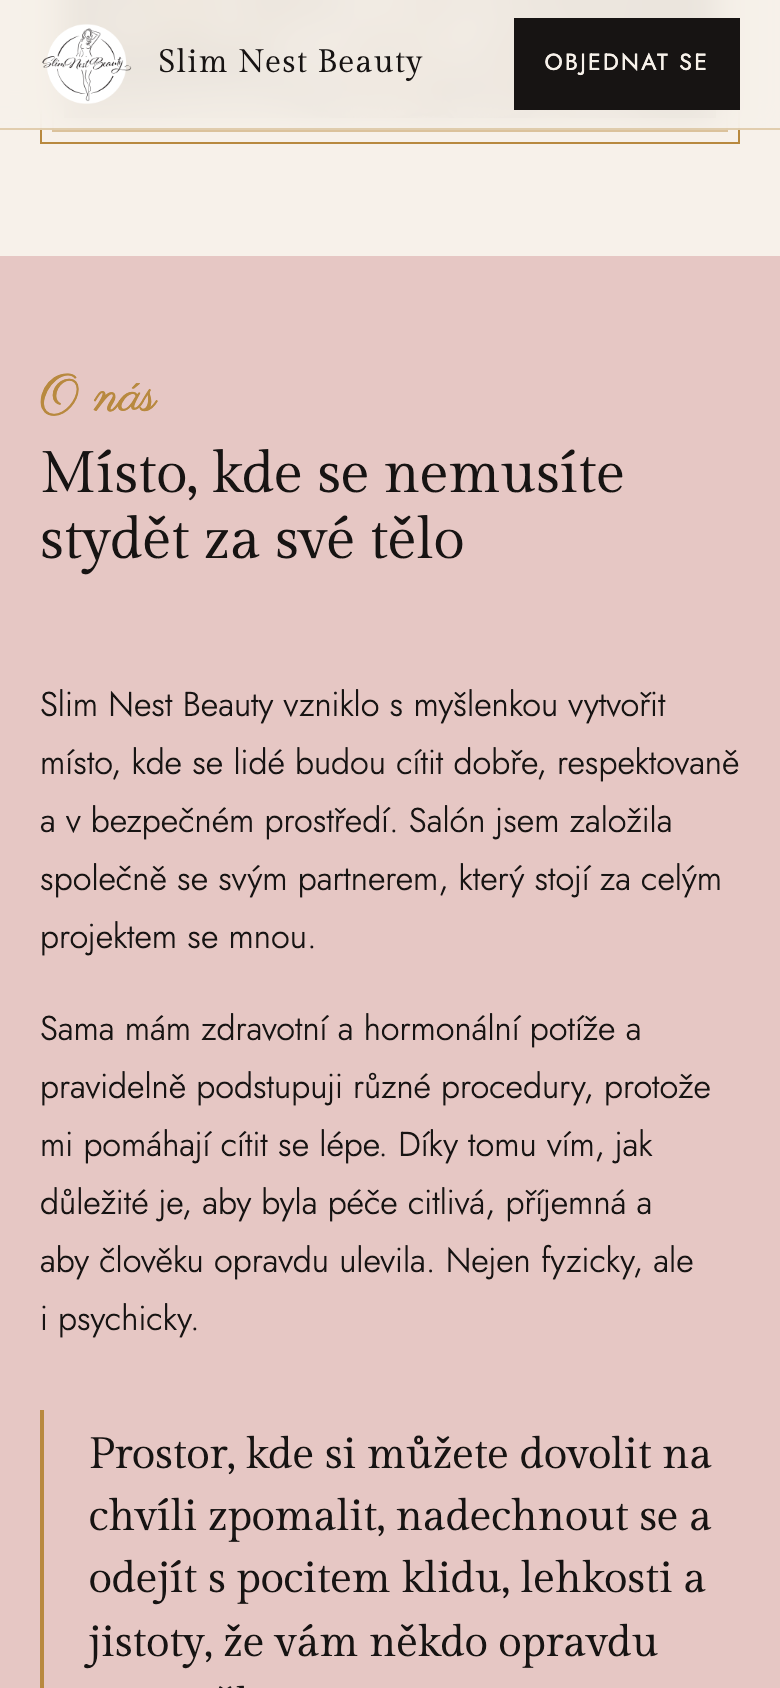 SlimNestBeauty
Slim Nest Beauty
OBJEDNAT SE
O nás
Místo, kde se nemusíte
stydět za své tělo
Slim Nest Beauty vzniklo s myšlenkou vytvořit
místo, kde se lidé budou cítit dobře, respektovaně
a v bezpečném prostředí. Salón jsem založila
společně se svým partnerem, který stojí za celým
projektem se mnou.
Sama mám zdravotní a hormonální potíže a
pravidelně podstupuji různé procedury, protože
mi pomáhají cítit se lépe. Díky tomu vím, jak
důležité je, aby byla péče citlivá, příjemná a
aby člověku opravdu ulevila. Nejen fyzicky, ale
i psychicky.
Prostor, kde si můžete dovolit na
chvíli zpomalit, nadechnout se a
odejít s pocitem klidu, lehkosti a
jistoty, že vám někdo opravdu